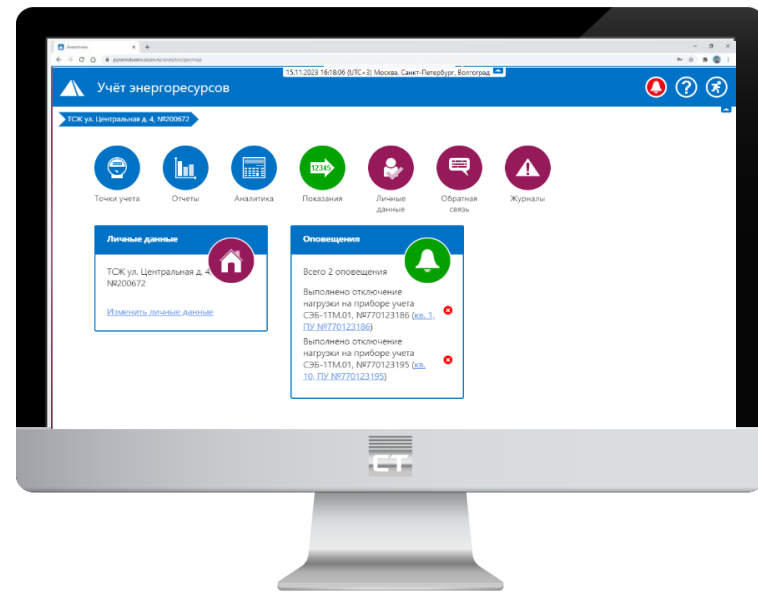 Аналитика
15.11.2023 16:18:06 (UTC+3) Москва, Санкт-Петербург, Волгоград
Учёт энергоресурсов
ТСЖ ул. Центральная д. 4, №200672
12345
Точки учета
Отчеты
Аналитика
Показания
Личные
данные
Обратная
связь
Журналы
Личные данные
ТСЖ ул. Центральная д. 4,
№200672
Изменить личные данные
Оповещения
Всего 2 оповещения
Выполнено отключение
нагрузки на приборе учета
СЭБ-1ТМ.01, №770123186 (кв. 1,
ПУ №770123186)
Выполнено отключение
нагрузки на приборе учета
СЭБ-1ТМ.01, №770123195 (кв.
10, ПУ №770123195)
СТ